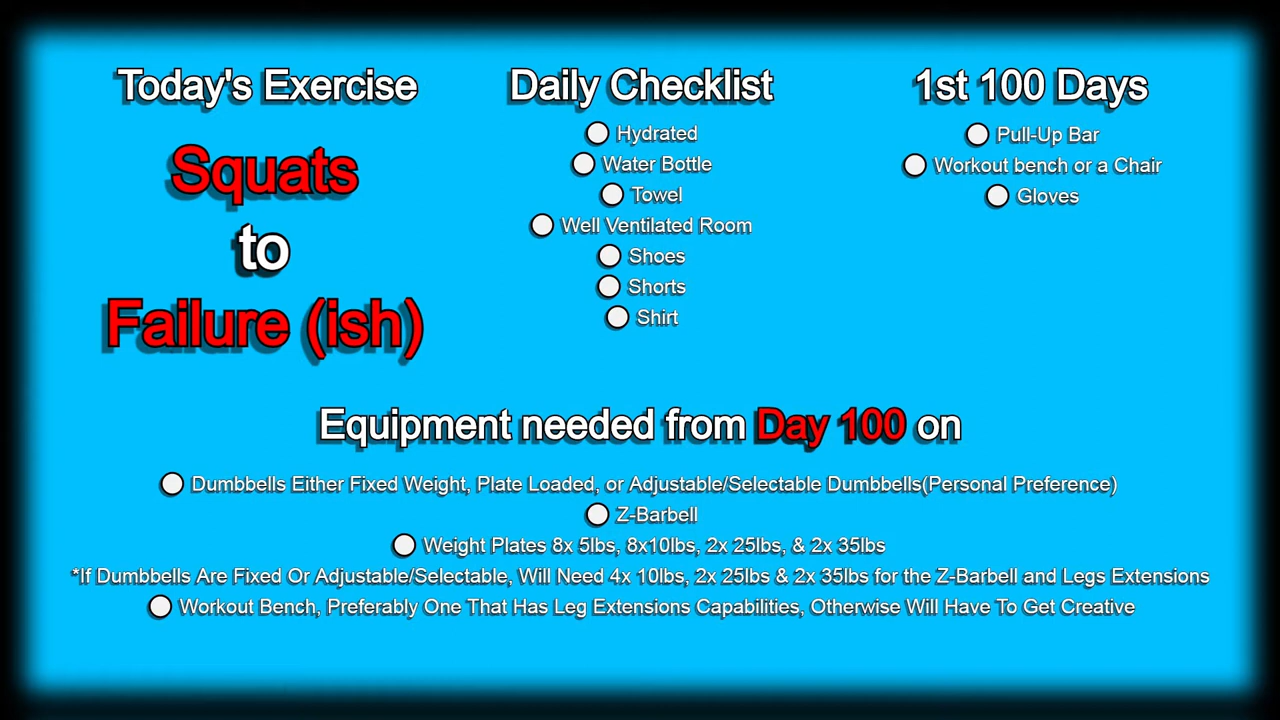 Today's Exercise
Squats
to
Failure (ish)
Daily Checklist
Hydrated
Water Bottle
Towel
Well Ventilated Room
Shoes
Shorts
Shirt
1st 100 Days
Pull-Up Bar
Workout bench or a Chair
Gloves
Equipment needed from Day 100 on
Dumbbells Either Fixed Weight, Plate Loaded, or Adjustable/Selectable Dumbbells(Personal Preference)
Z-Barbell
Weight Plates 8x 5lbs, 8x10lbs, 2x 25lbs, & 2x 35lbs
*If Dumbbells Are Fixed Or Adjustable/Selectable, Will Need 4x 10lbs, 2x 25lbs & 2x 35lbs for the Z-Barbell and Legs Extensions
Workout Bench, Preferably One That Has Leg Extensions Capabilities, Otherwise Will Have To Get Creative